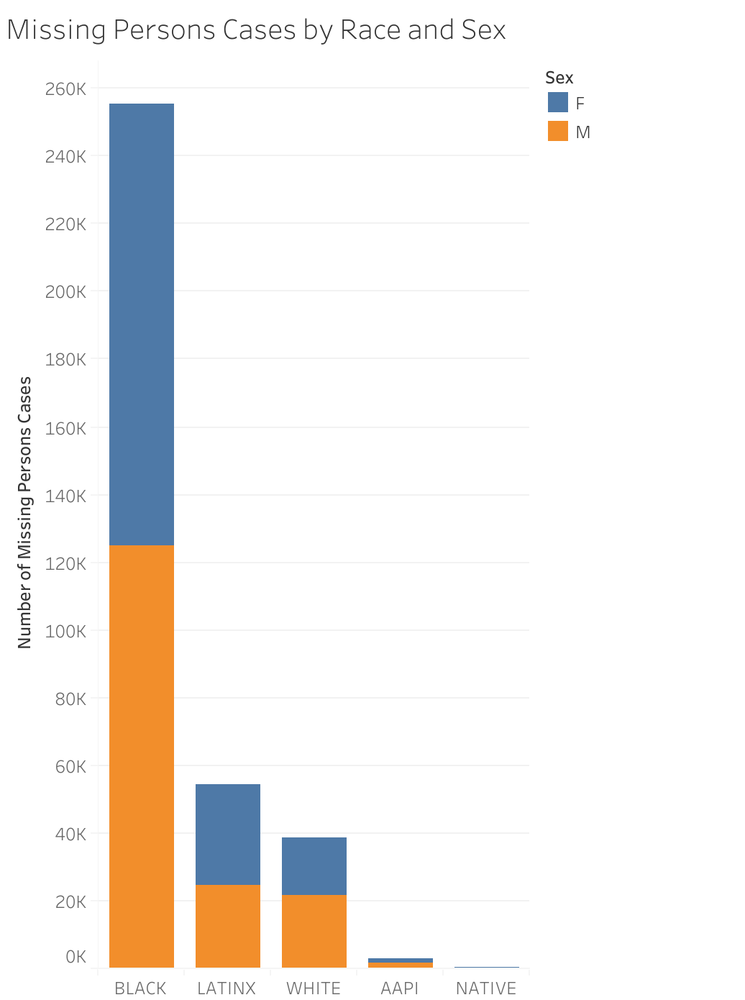 Missing Persons Cases by Race and Sex
Sex
F
M
Number of Missing Persons Cases
260K
240K
220K
200K
180K
160K
140K
120K
100K
80K
60K
40K
20K
0K
BLACK LATINX WHITE AAPI NATIVE